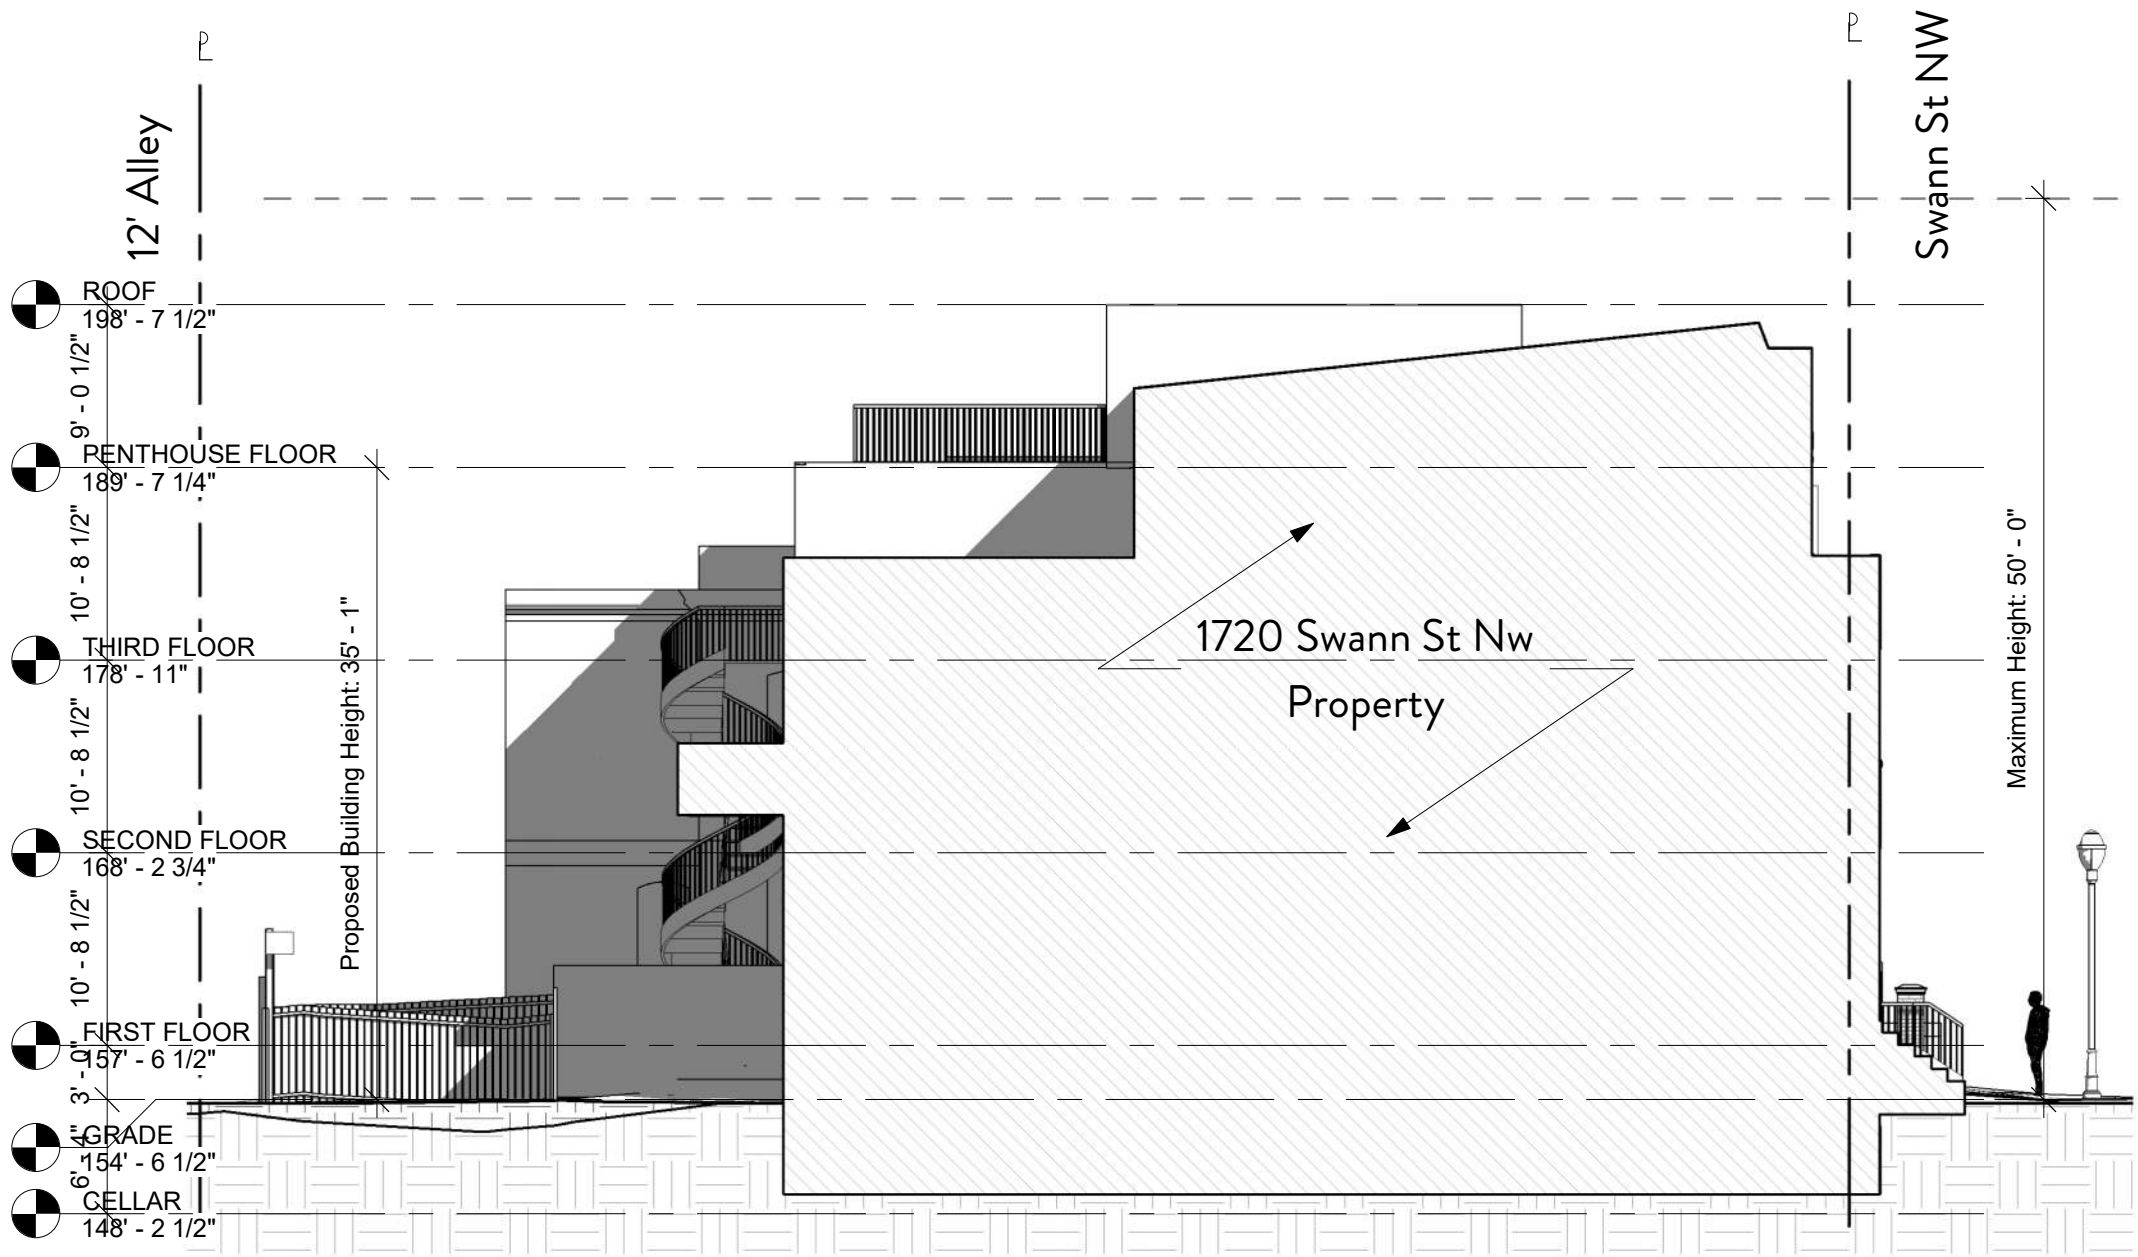 ℄
℄
12' Alley
Swann St NW
ROOF
198' - 7 1/2"
9' - 0 1/2"
PENTHOUSE FLOOR
189' - 7 1/4"
10' - 8 1/2"
THIRD FLOOR
178' - 11"
10' - 8 1/2"
SECOND FLOOR
168' - 2 3/4"
10' - 8 1/2"
FIRST FLOOR
157' - 6 1/2"
3' - 0"
GRADE
154' - 6 1/2"
6' - 4"
CELLAR
148' - 2 1/2"
Proposed Building Height: 35' - 1"
1720 Swann St Nw
Property
Maximum Height: 50' - 0"